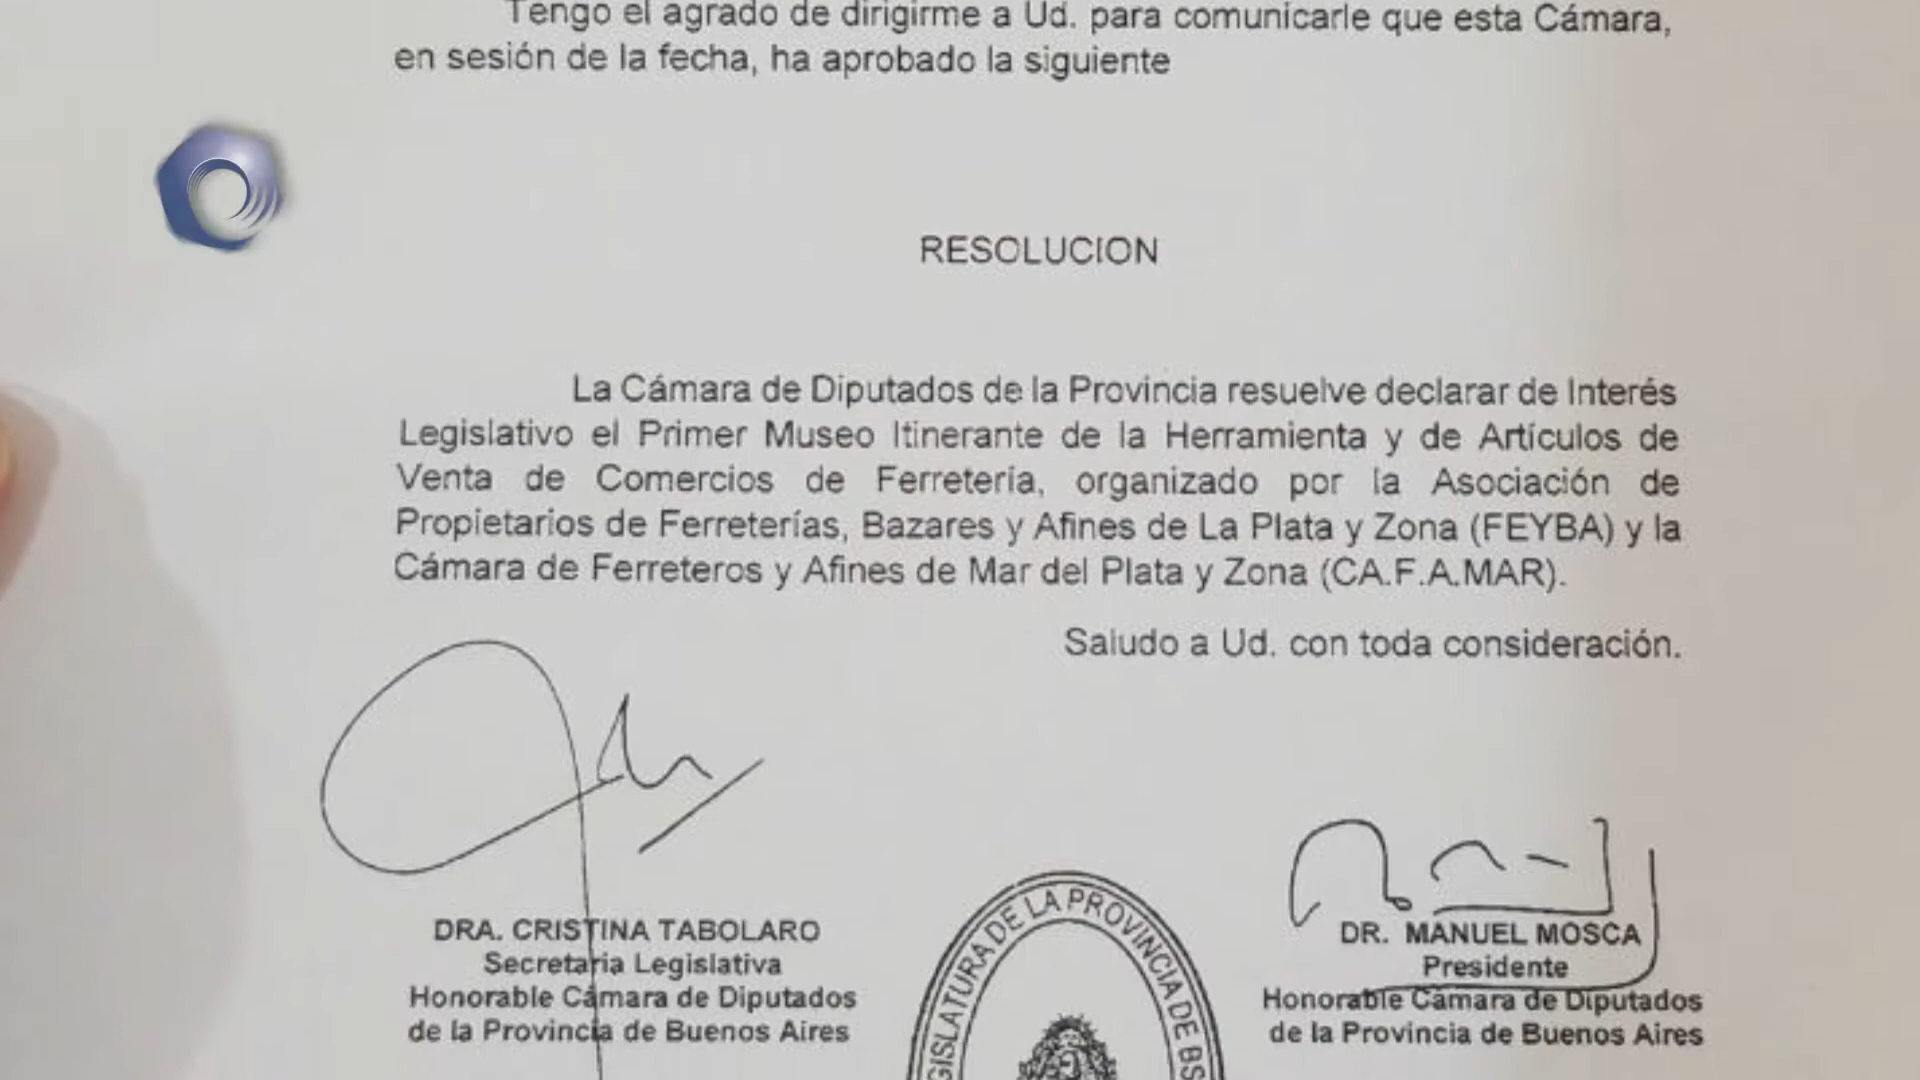 Tengo el agrado de dirigirme a Ud. para comunicarle que esta Cámara,
en sesión de la fecha, ha aprobado la siguiente
RESOLUCION
La Cámara de Diputados de la Provincia resuelve declarar de Interés
Legislativo el Primer Museo Itinerante de la Herramienta y de Artículos de
Venta de Comercios de Ferretería, organizado por la Asociación de
Propietarios de Ferreterías, Bazares y Afines de La Plata y Zona (FEYBA) y la
Cámara de Ferreteros y Afines de Mar del Plata y Zona (CA.F.A.MAR).
Saludo a Ud. con toda consideración.
DRA. CRISTINA TABOLARO
Secretaria Legislativa
Honorable Cámara de Diputados
de la Provincia de Buenos Aires
GISLATURA DE LA PROVINCIA DE BS
DR. MANUEL MOSCA
Presidente
Honorable Cámara de Diputados
de la Provincia de Buenos Aires